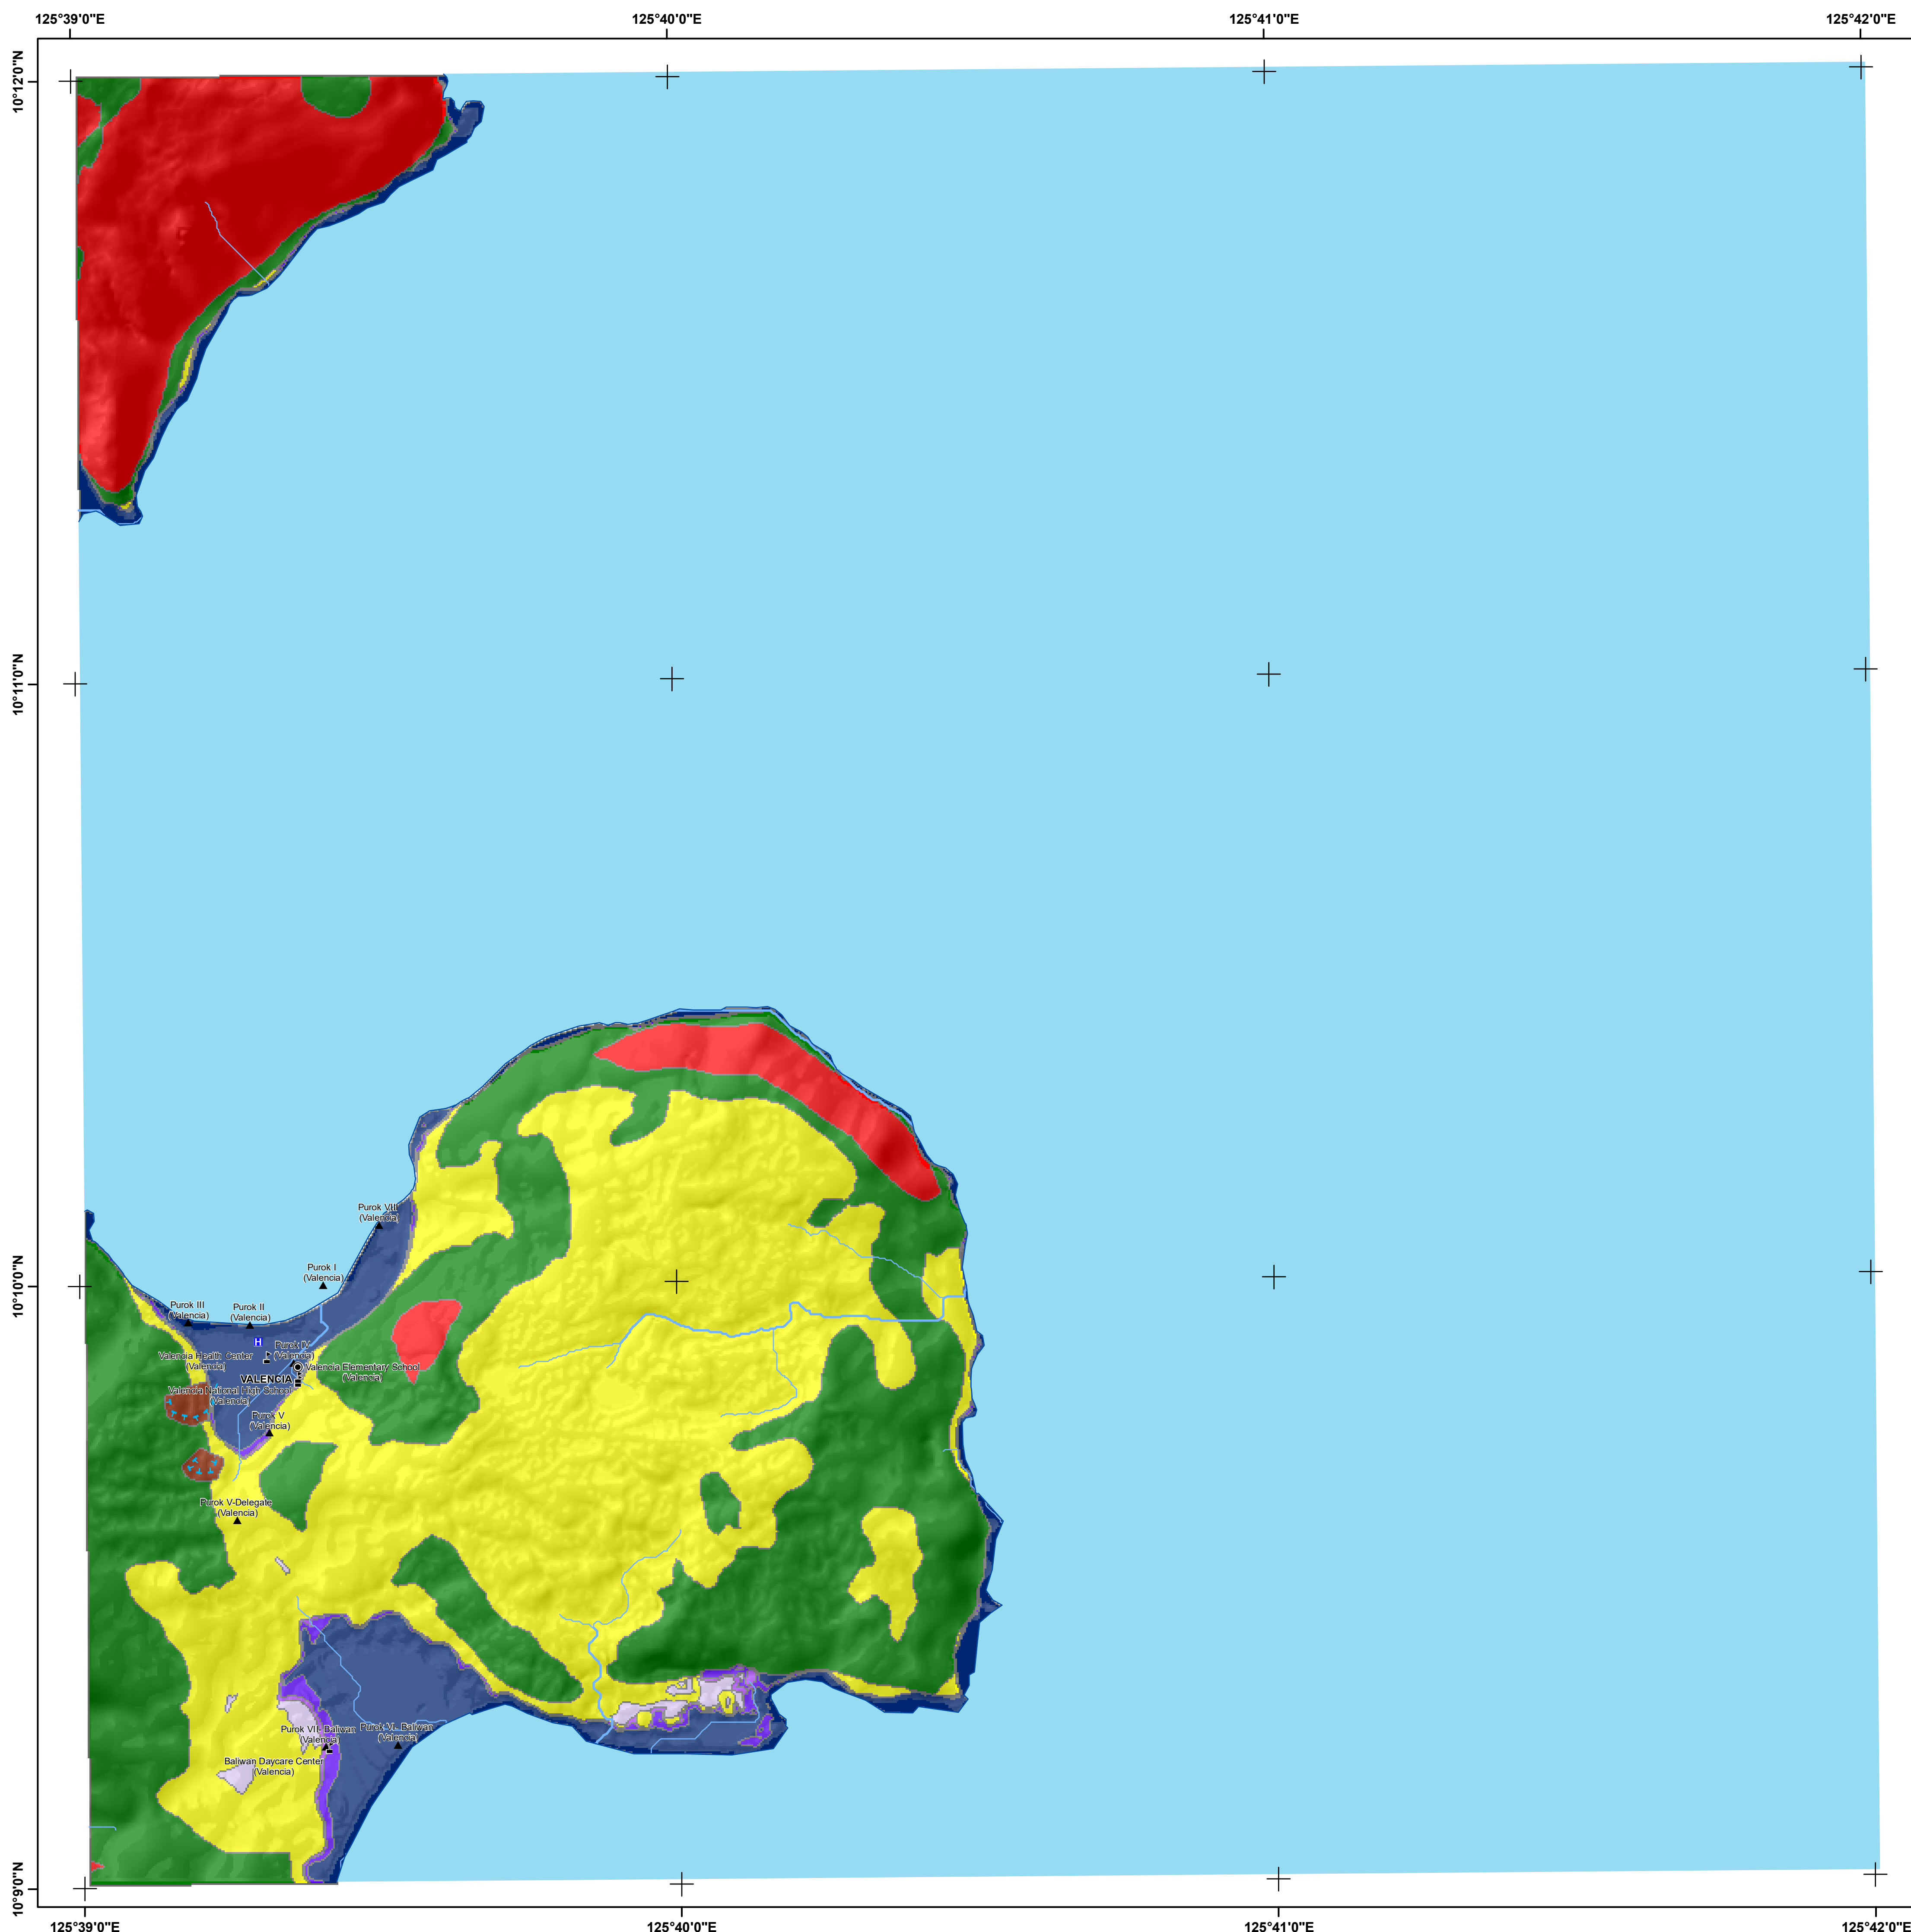 125°39'0"E 125°40'0"E 125°41'0"E 125°42'0"E
10°12'0"N
10°11'0"N
10°10'0"N
10°9'0"N
Purok VIII
(Valencia)
Purok I
(Valencia)
Purok III
(Valencia)
Purok II
(Valencia)
H
Purok IV
(Valencia)
Valencia Health Center
(Valencia)
Valencia Elementary School
(Valencia)
VALENCIA
Valencia National High School
(Valencia)
Purok V
(Valencia)
Purok V-Delegate
(Valencia)
Purok VII- Baliwan
(Valencia)
Purok VI- Baliwan
(Valencia)
Baliwan Daycare Center
(Valencia)
125°39'0"E 125°40'0"E 125°41'0"E 125°42'0"E